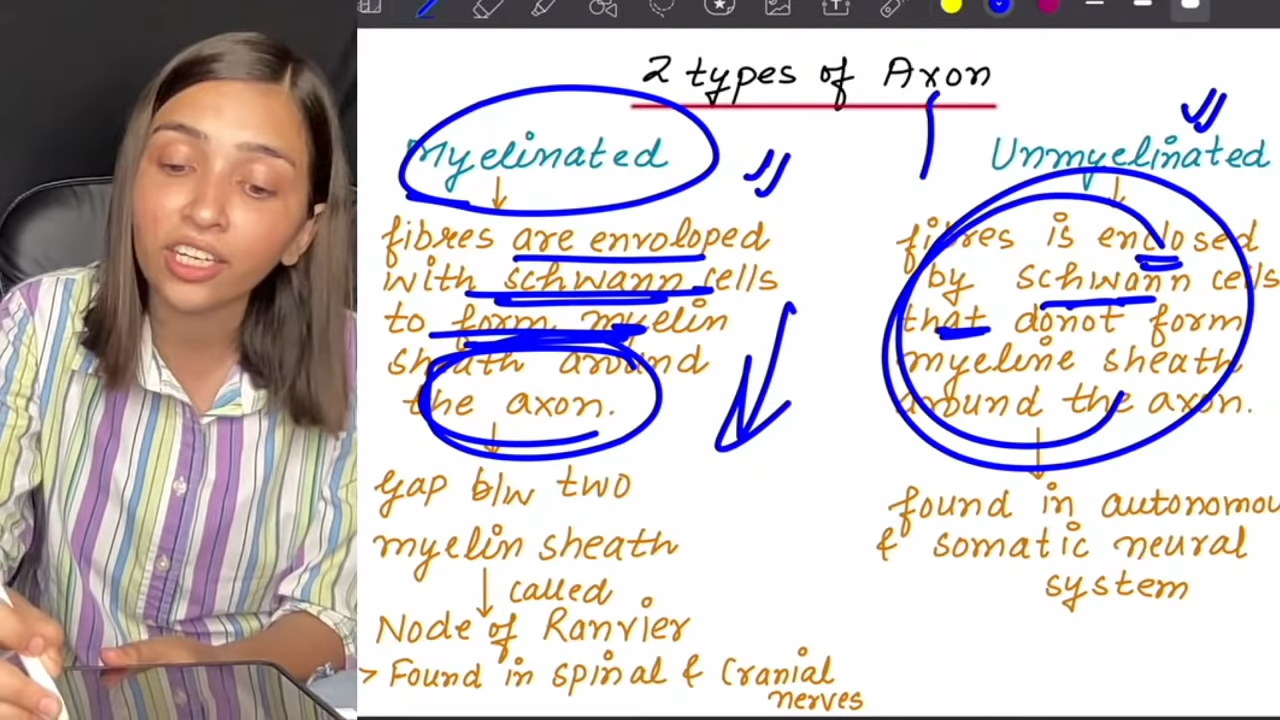 2 types of Axon
Myelinated
fibres are enveloped
with schwann cells
to form myelin
sheath around
the axon.
Gap b/w two
myelin sheath
called
Node of Ranvier
> Found in spinal & Cranial
nerves
Unmyelinated
fibres is enclosed
by schwann cells
that donot form
myeline sheath
around the axon.
found in autonomou
& somatic neural
system